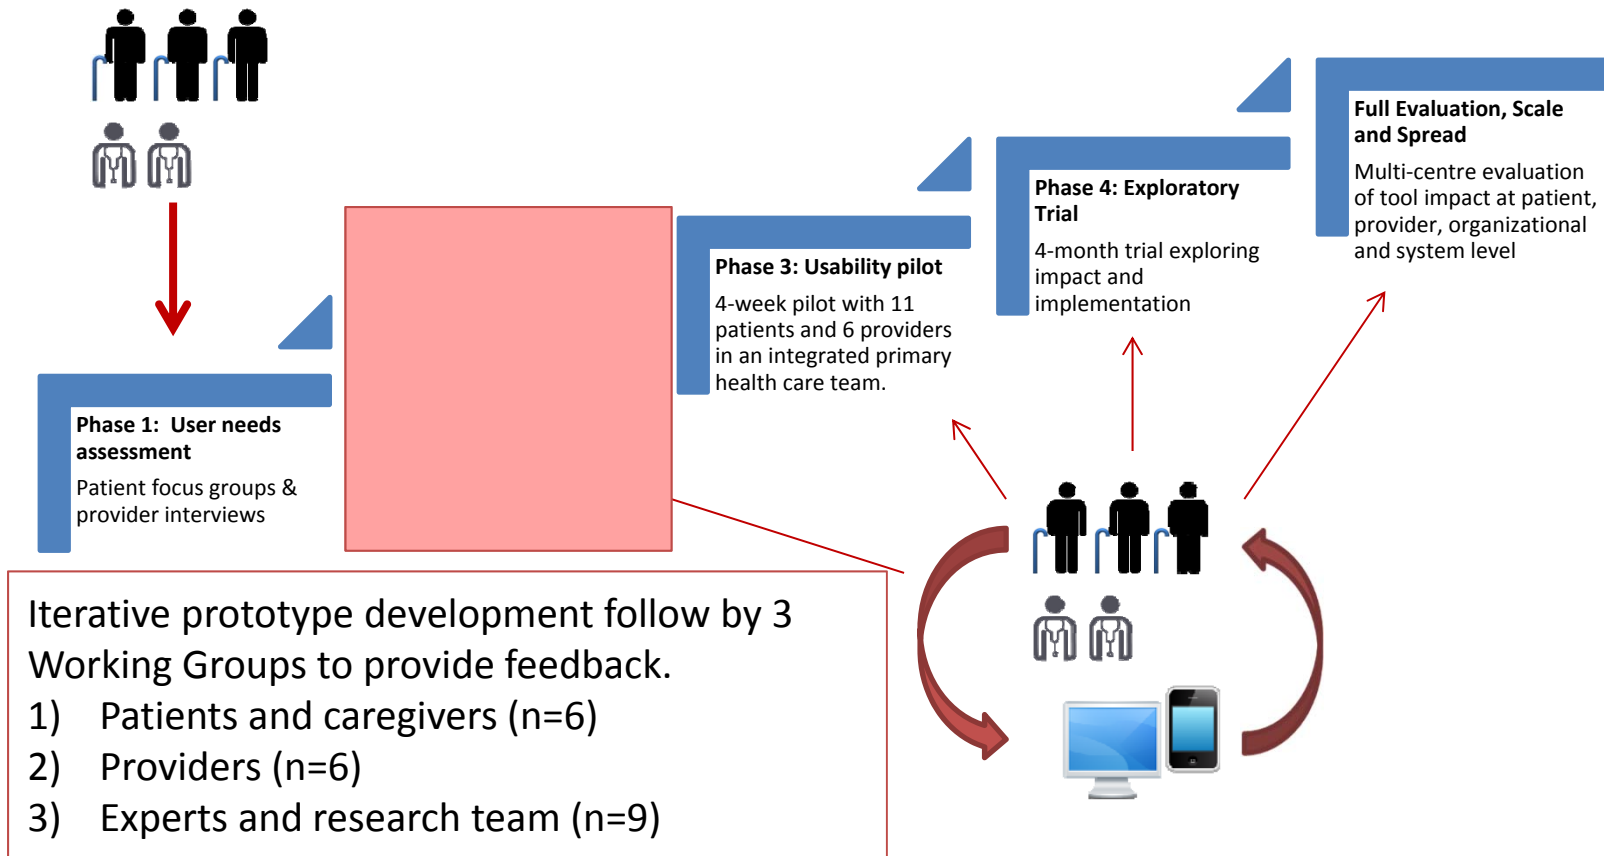 Phase 1:  User needs
assessment
Patient focus groups &
provider interviews
Phase 3: Usability pilot
4-week pilot with 11
patients and 6 providers
in an integrated primary
health care team.
Phase 4: Exploratory
Trial
4-month trial exploring
impact and
implementation
Full Evaluation, Scale
and Spread
Multi-centre evaluation
of tool impact at patient,
provider, organizational
and system level
Iterative prototype development follow by 3
Working Groups to provide feedback.
1) Patients and caregivers (n=6)
2) Providers (n=6)
3) Experts and research team (n=9)